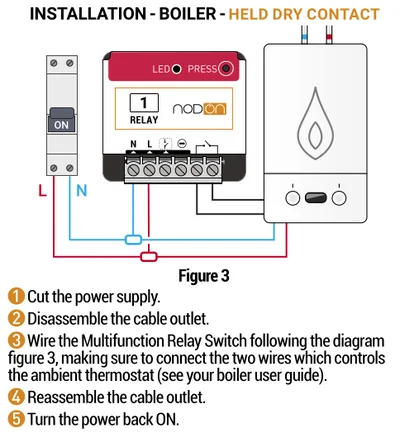 INSTALLATION - BOILER - HELD DRY CONTACT
LED PRESS
1
RELAY
nodON
ON
N L
L N
Figure 3
1 Cut the power supply.
2 Disassemble the cable outlet.
3 Wire the Multifunction Relay Switch following the diagram
figure 3, making sure to connect the two wires which controls
the ambient thermostat (see your boiler user guide).
4 Reassemble the cable outlet.
5 Turn the power back ON.